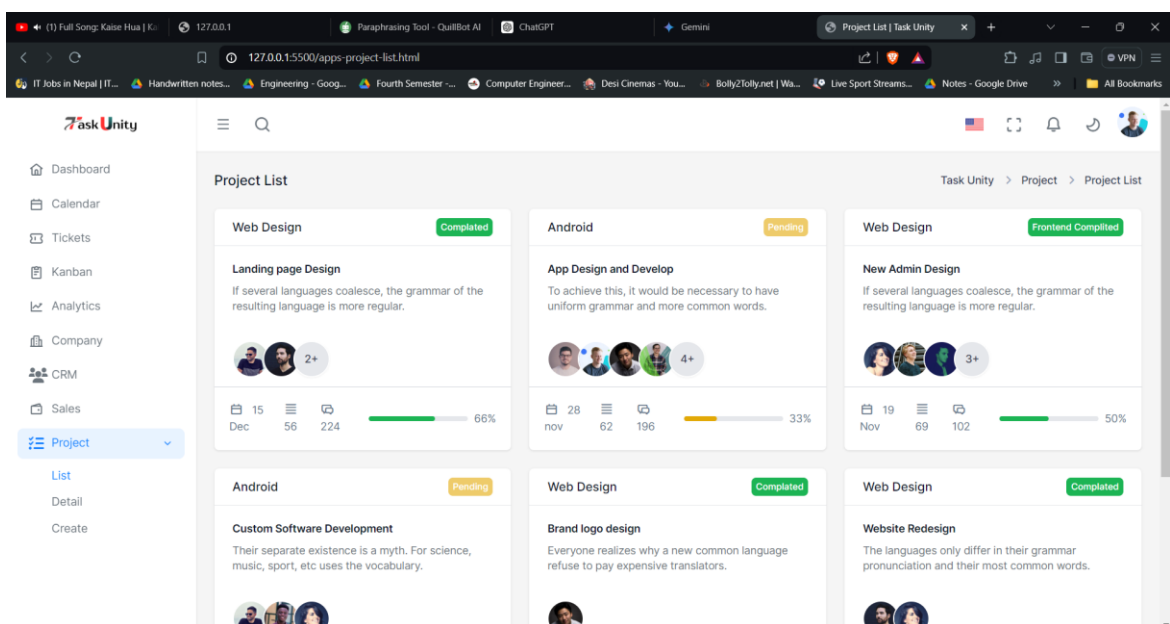 (1) Full Song: Kaise Hua | Ka
127.0.0.1
Paraphrasing Tool - QuillBot AI
ChatGPT
Gemini
Project List | Task Unity
127.0.0.1:5500/apps-project-list.html
VPN
IT Jobs in Nepal | IT...
Handwritten notes...
Engineering - Goog...
Fourth Semester -...
Computer Engineer...
Desi Cinemas - You...
Bolly2Tolly.net | Wa...
Live Sport Streams...
Notes - Google Drive
All Bookmarks
Task Unity
Dashboard
Calendar
Tickets
Kanban
Analytics
Company
CRM
Sales
Project
List
Detail
Create
Project List
Task Unity > Project > Project List
Web Design
Complated
Landing page Design
If several languages coalesce, the grammar of the
resulting language is more regular.
2+
15 Dec
56
224
66%
Android
Pending
App Design and Develop
To achieve this, it would be necessary to have
uniform grammar and more common words.
4+
28 nov
62
196
33%
Web Design
Frontend Complited
New Admin Design
If several languages coalesce, the grammar of the
resulting language is more regular.
3+
19 Nov
69
102
50%
Android
Pending
Custom Software Development
Their separate existence is a myth. For science,
music, sport, etc uses the vocabulary.
Web Design
Complated
Brand logo design
Everyone realizes why a new common language
refuse to pay expensive translators.
Web Design
Complated
Website Redesign
The languages only differ in their grammar
pronunciation and their most common words.